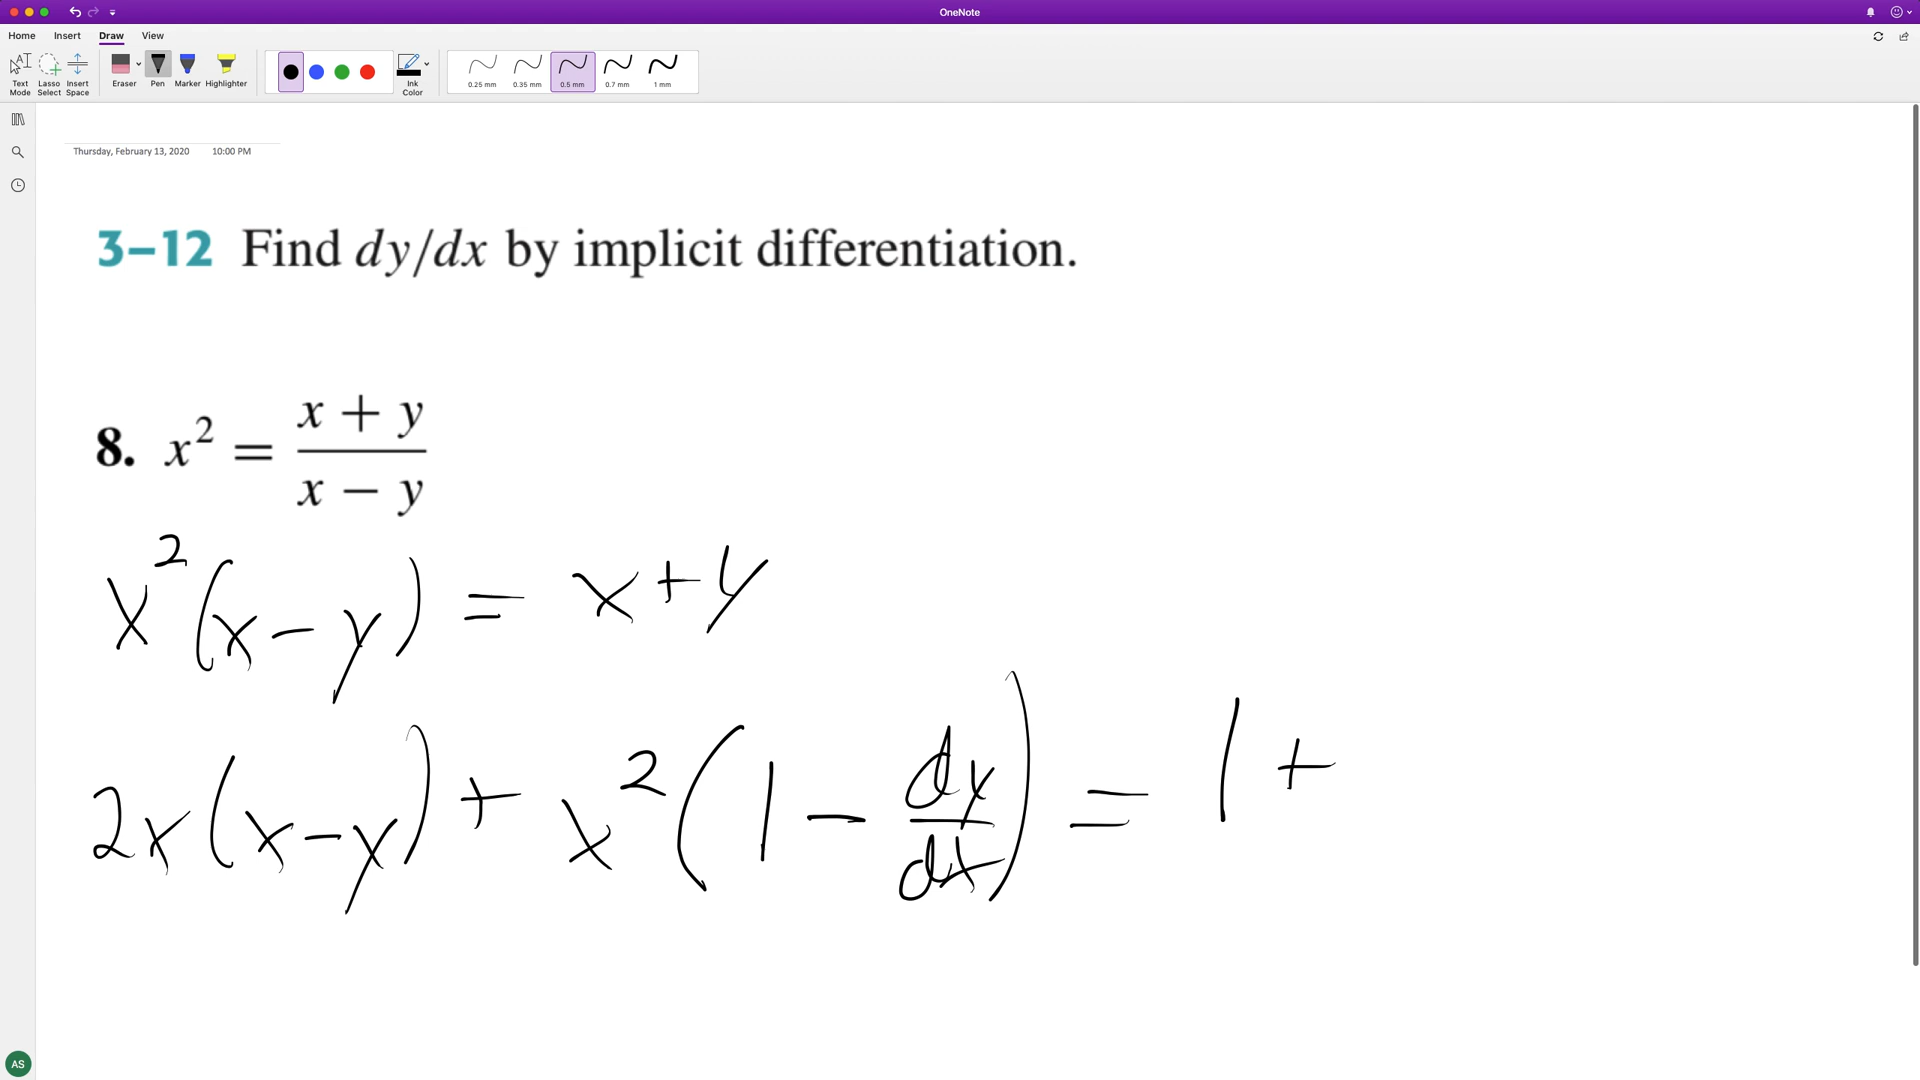 OneNote
Home Insert Draw View
Text Mode Lasso Select Insert Space Eraser Pen Marker Highlighter Ink Color 0.25 mm 0.35 mm 0.5 mm 0.7 mm 1 mm
Thursday, February 13, 2020 10:00 PM
3–12 Find dy/dx by implicit differentiation.
8. x² = (x + y)/(x − y)
x²(x − y) = x + y
2x(x − y) + x²(1 − dy/dx) = 1 +
AS